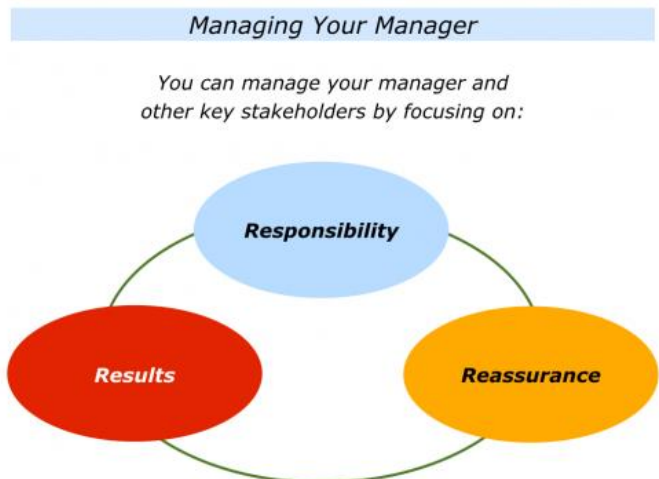 Managing Your Manager
You can manage your manager and
other key stakeholders by focusing on:
Responsibility
Results
Reassurance